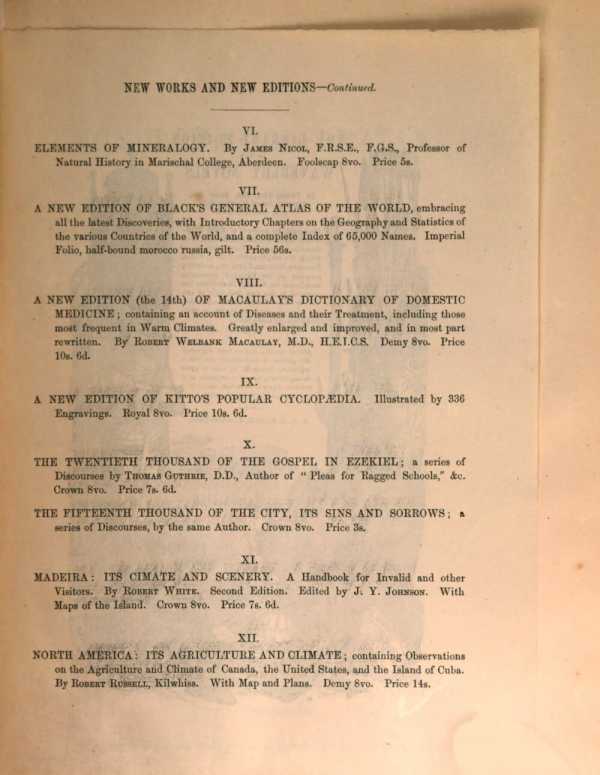 NEW WORKS AND NEW EDITIONS—Continued.
VI.
ELEMENTS OF MINERALOGY. By JAMES NICOL, F.R.S.E., F.G.S., Professor of
Natural History in Marischal College, Aberdeen. Foolscap 8vo. Price 5s.
VII.
A NEW EDITION OF BLACK'S GENERAL ATLAS OF THE WORLD, embracing
all the latest Discoveries, with Introductory Chapters on the Geography and Statistics of
the various Countries of the World, and a complete Index of 65,000 Names. Imperial
Folio, half-bound morocco russia, gilt. Price 56s.
VIII.
A NEW EDITION (the 14th) OF MACAULAY'S DICTIONARY OF DOMESTIC
MEDICINE; containing an account of Diseases and their Treatment, including those
most frequent in Warm Climates. Greatly enlarged and improved, and in most part
rewritten. By ROBERT WELBANK MACAULAY, M.D., H.E.I.C.S. Demy 8vo. Price
10s. 6d.
IX.
A NEW EDITION OF KITTO'S POPULAR CYCLOPÆDIA. Illustrated by 336
Engravings. Royal 8vo. Price 10s. 6d.
X.
THE TWENTIETH THOUSAND OF THE GOSPEL IN EZEKIEL; a series of
Discourses by THOMAS GUTHRIE, D.D., Author of "Pleas for Ragged Schools," &c.
Crown 8vo. Price 7s. 6d.
THE FIFTEENTH THOUSAND OF THE CITY, ITS SINS AND SORROWS; a
series of Discourses, by the same Author. Crown 8vo. Price 3s.
XI.
MADEIRA: ITS CIMATE AND SCENERY. A Handbook for Invalid and other
Visitors. By ROBERT WHITE. Second Edition. Edited by J. Y. JOHNSON. With
Maps of the Island. Crown 8vo. Price 7s. 6d.
XII.
NORTH AMERICA: ITS AGRICULTURE AND CLIMATE; containing Observations
on the Agriculture and Climate of Canada, the United States, and the Island of Cuba.
By ROBERT RUSSELL, Kilwhiss. With Map and Plans. Demy 8vo. Price 14s.